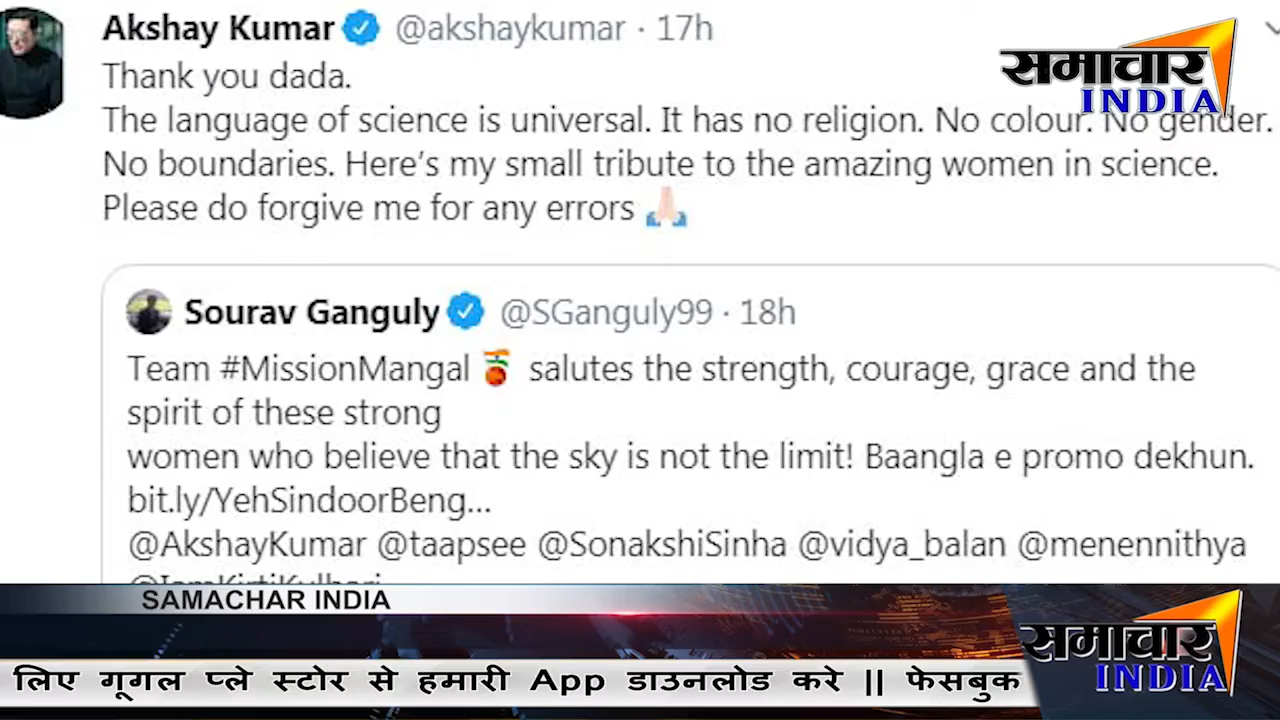 Akshay Kumar @akshaykumar · 17h
समाचार
INDIA
Thank you dada.
The language of science is universal. It has no religion. No colour. No gender.
No boundaries. Here's my small tribute to the amazing women in science.
Please do forgive me for any errors 🙏🏻
Sourav Ganguly @SGanguly99 · 18h
Team #MissionMangal salutes the strength, courage, grace and the
spirit of these strong
women who believe that the sky is not the limit! Baangla e promo dekhun.
bit.ly/YehSindoorBeng...
@AkshayKumar @taapsee @SonakshiSinha @vidya_balan @menennithya
SAMACHAR INDIA
समाचार
INDIA
लिए गूगल प्ले स्टोर से हमारी App डाउनलोड करे || फेसबुक